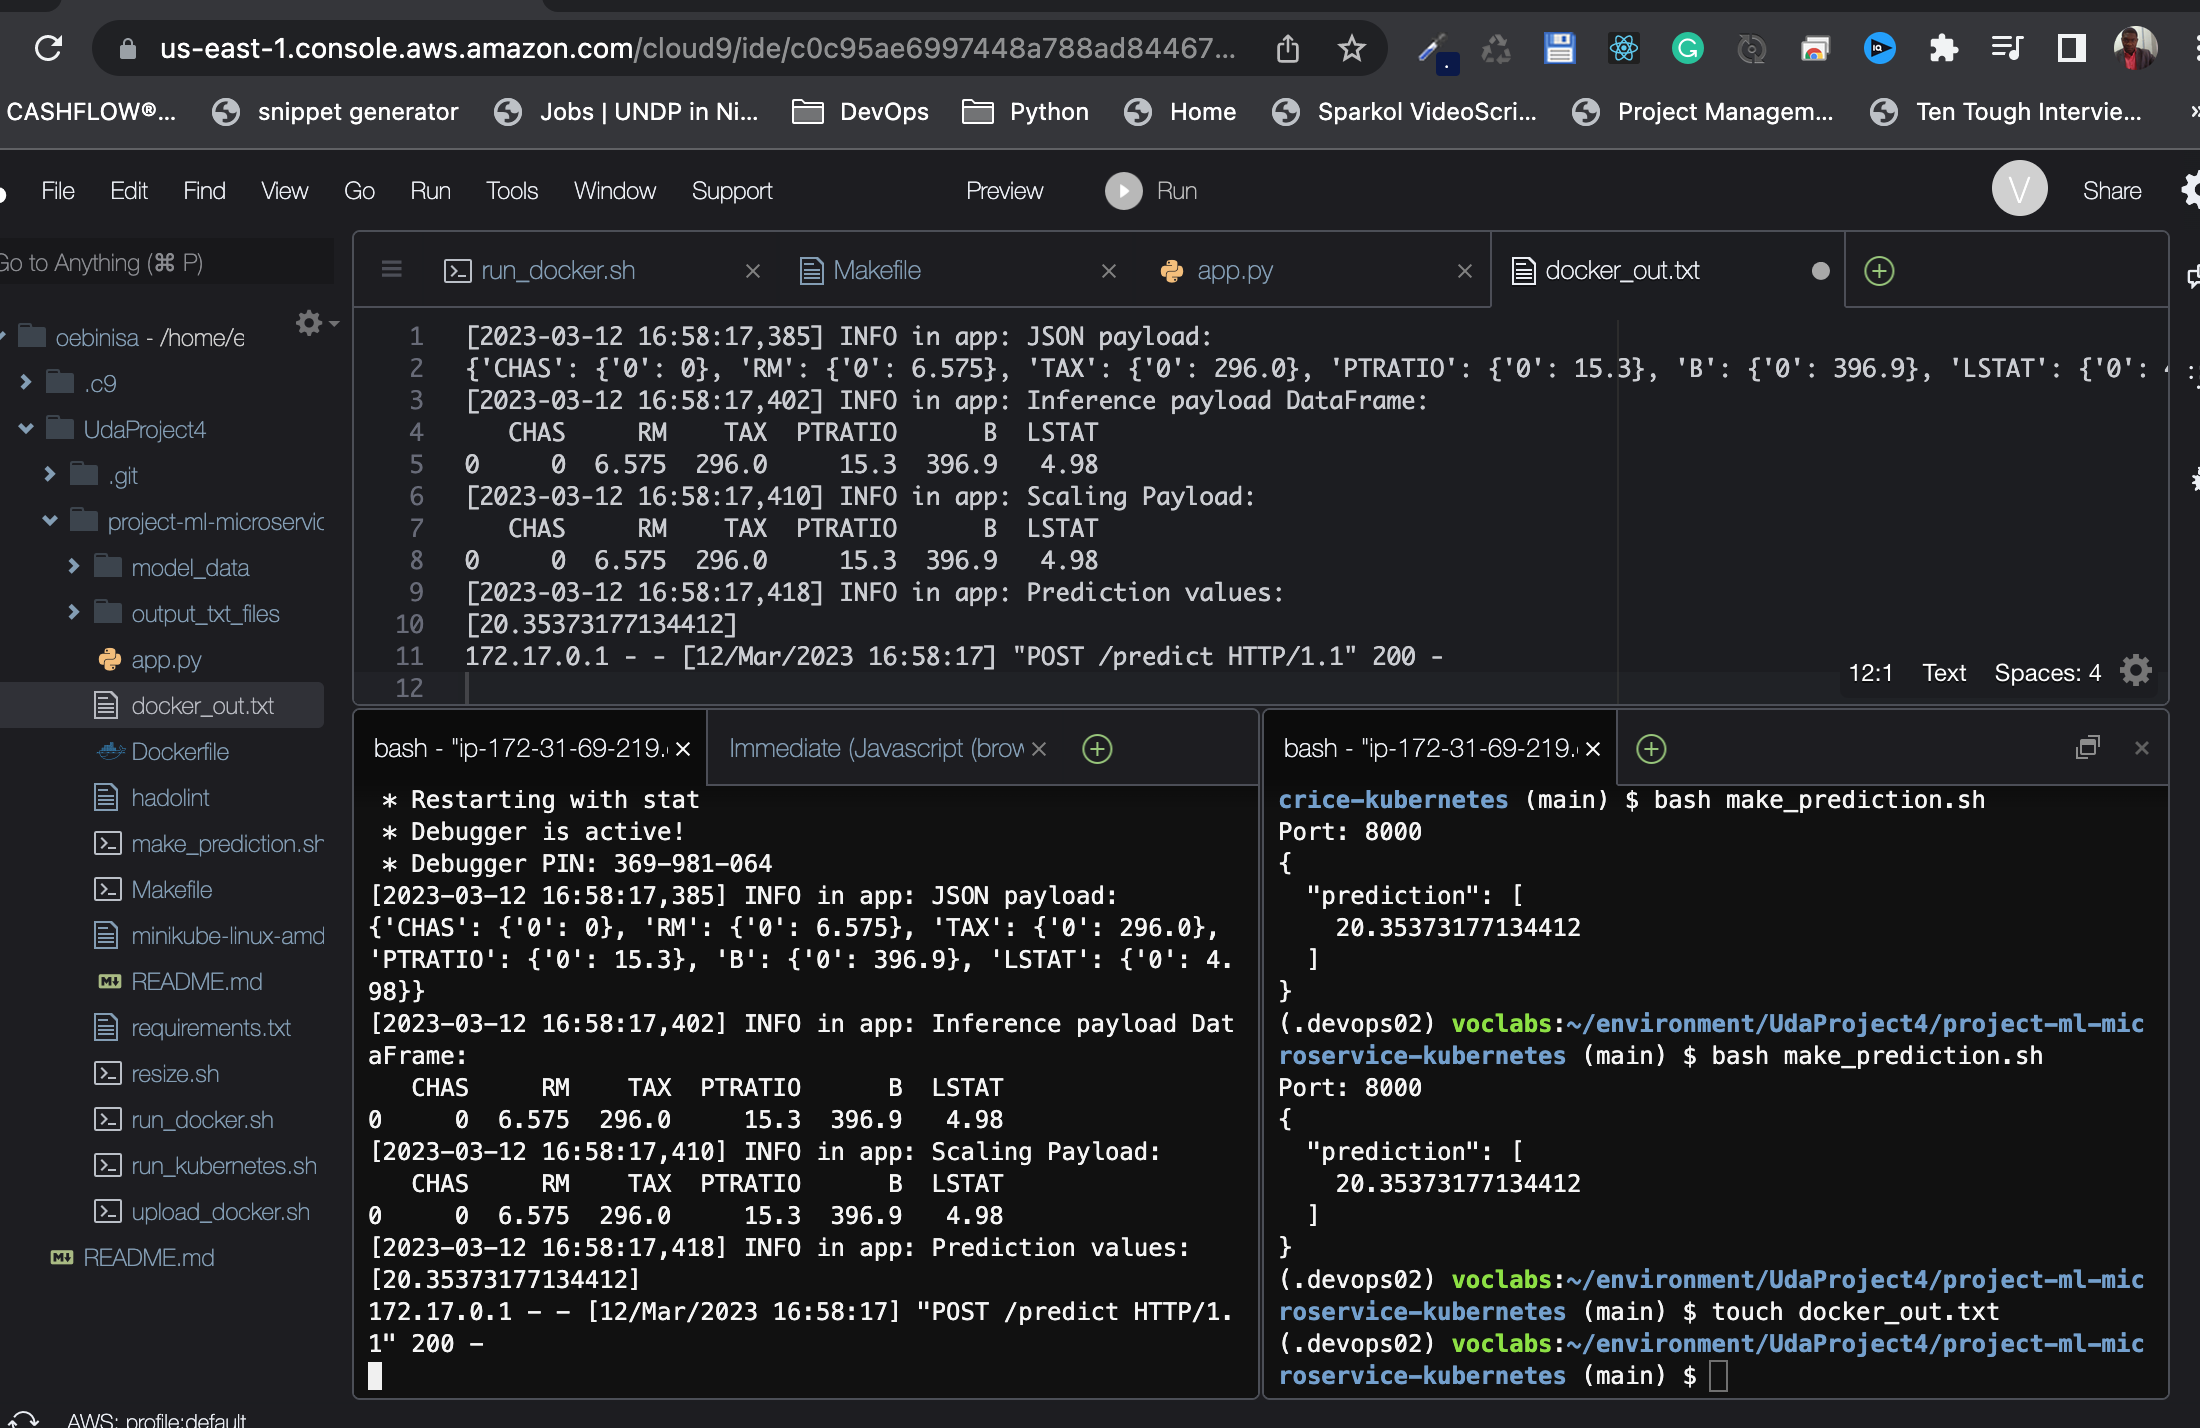 us-east-1.console.aws.amazon.com/cloud9/ide/c0c95ae6997448a788ad84467...
CASHFLOW®... snippet generator Jobs | UNDP in Ni... DevOps Python Home Sparkol VideoScri... Project Managem... Ten Tough Intervie... »
File Edit Find View Go Run Tools Window Support Preview Run V Share
Go to Anything (⌘ P)
run_docker.sh Makefile app.py docker_out.txt
oebinisa - /home/e
.c9
UdaProject4
.git
project-ml-microservic
model_data
output_txt_files
app.py
docker_out.txt
Dockerfile
hadolint
make_prediction.sh
Makefile
minikube-linux-amd
README.md
requirements.txt
resize.sh
run_docker.sh
run_kubernetes.sh
upload_docker.sh
README.md
AWS: profile:default
1 [2023-03-12 16:58:17,385] INFO in app: JSON payload:
2 {'CHAS': {'0': 0}, 'RM': {'0': 6.575}, 'TAX': {'0': 296.0}, 'PTRATIO': {'0': 15.3}, 'B': {'0': 396.9}, 'LSTAT': {'0': 4
3 [2023-03-12 16:58:17,402] INFO in app: Inference payload DataFrame:
4 CHAS RM TAX PTRATIO B LSTAT
5 0 0 6.575 296.0 15.3 396.9 4.98
6 [2023-03-12 16:58:17,410] INFO in app: Scaling Payload:
7 CHAS RM TAX PTRATIO B LSTAT
8 0 0 6.575 296.0 15.3 396.9 4.98
9 [2023-03-12 16:58:17,418] INFO in app: Prediction values:
10 [20.35373177134412]
11 172.17.0.1 - - [12/Mar/2023 16:58:17] "POST /predict HTTP/1.1" 200 -
12
12:1 Text Spaces: 4
bash - "ip-172-31-69-219. Immediate (Javascript (brow
* Restarting with stat
* Debugger is active!
* Debugger PIN: 369-981-064
[2023-03-12 16:58:17,385] INFO in app: JSON payload:
{'CHAS': {'0': 0}, 'RM': {'0': 6.575}, 'TAX': {'0': 296.0},
'PTRATIO': {'0': 15.3}, 'B': {'0': 396.9}, 'LSTAT': {'0': 4.
98}}
[2023-03-12 16:58:17,402] INFO in app: Inference payload Dat
aFrame:
CHAS RM TAX PTRATIO B LSTAT
0 0 6.575 296.0 15.3 396.9 4.98
[2023-03-12 16:58:17,410] INFO in app: Scaling Payload:
CHAS RM TAX PTRATIO B LSTAT
0 0 6.575 296.0 15.3 396.9 4.98
[2023-03-12 16:58:17,418] INFO in app: Prediction values:
[20.35373177134412]
172.17.0.1 - - [12/Mar/2023 16:58:17] "POST /predict HTTP/1.
1" 200 -
bash - "ip-172-31-69-219.
crice-kubernetes (main) $ bash make_prediction.sh
Port: 8000
{
"prediction": [
20.35373177134412
]
}
(.devops02) voclabs:~/environment/UdaProject4/project-ml-mic
roservice-kubernetes (main) $ bash make_prediction.sh
Port: 8000
{
"prediction": [
20.35373177134412
]
}
(.devops02) voclabs:~/environment/UdaProject4/project-ml-mic
roservice-kubernetes (main) $ touch docker_out.txt
(.devops02) voclabs:~/environment/UdaProject4/project-ml-mic
roservice-kubernetes (main) $